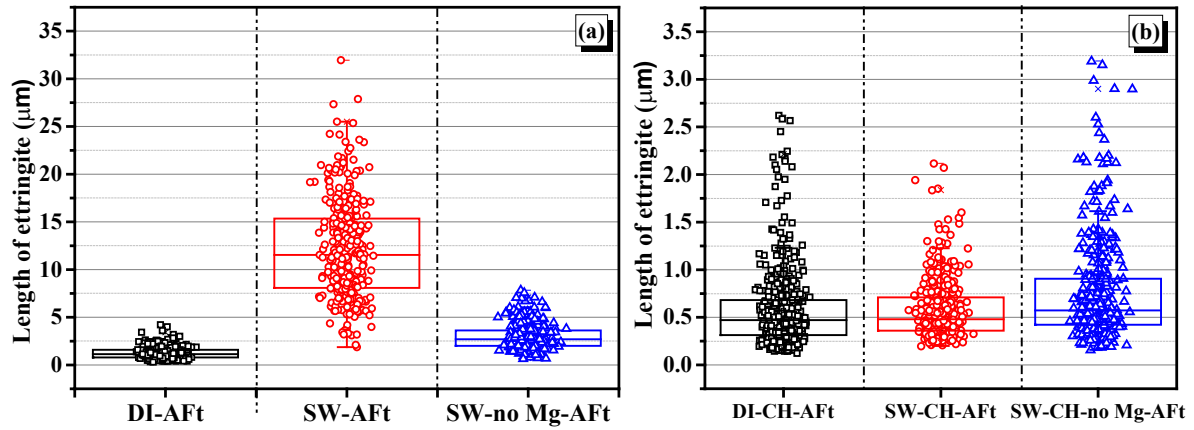 (a)
Length of ettringite (μm)
35
30
25
20
15
10
5
0
DI-AFt SW-AFt SW-no Mg-AFt
(b)
Length of ettringite (μm)
3.5
3.0
2.5
2.0
1.5
1.0
0.5
0.0
DI-CH-AFt SW-CH-AFt SW-CH-no Mg-AFt